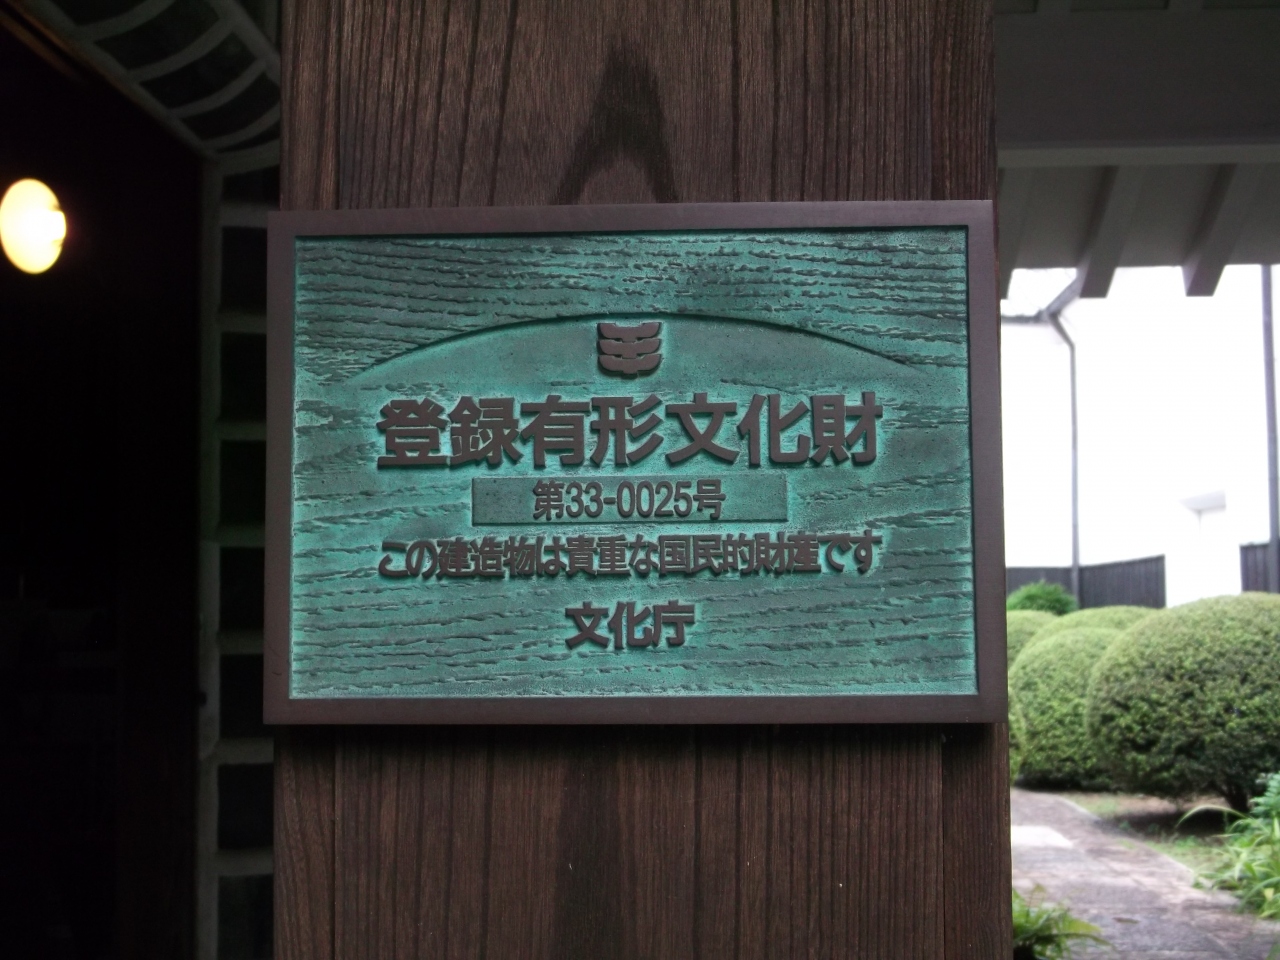 登録有形文化財
第33-0025号
この建造物は貴重な国民的財産です
文化庁